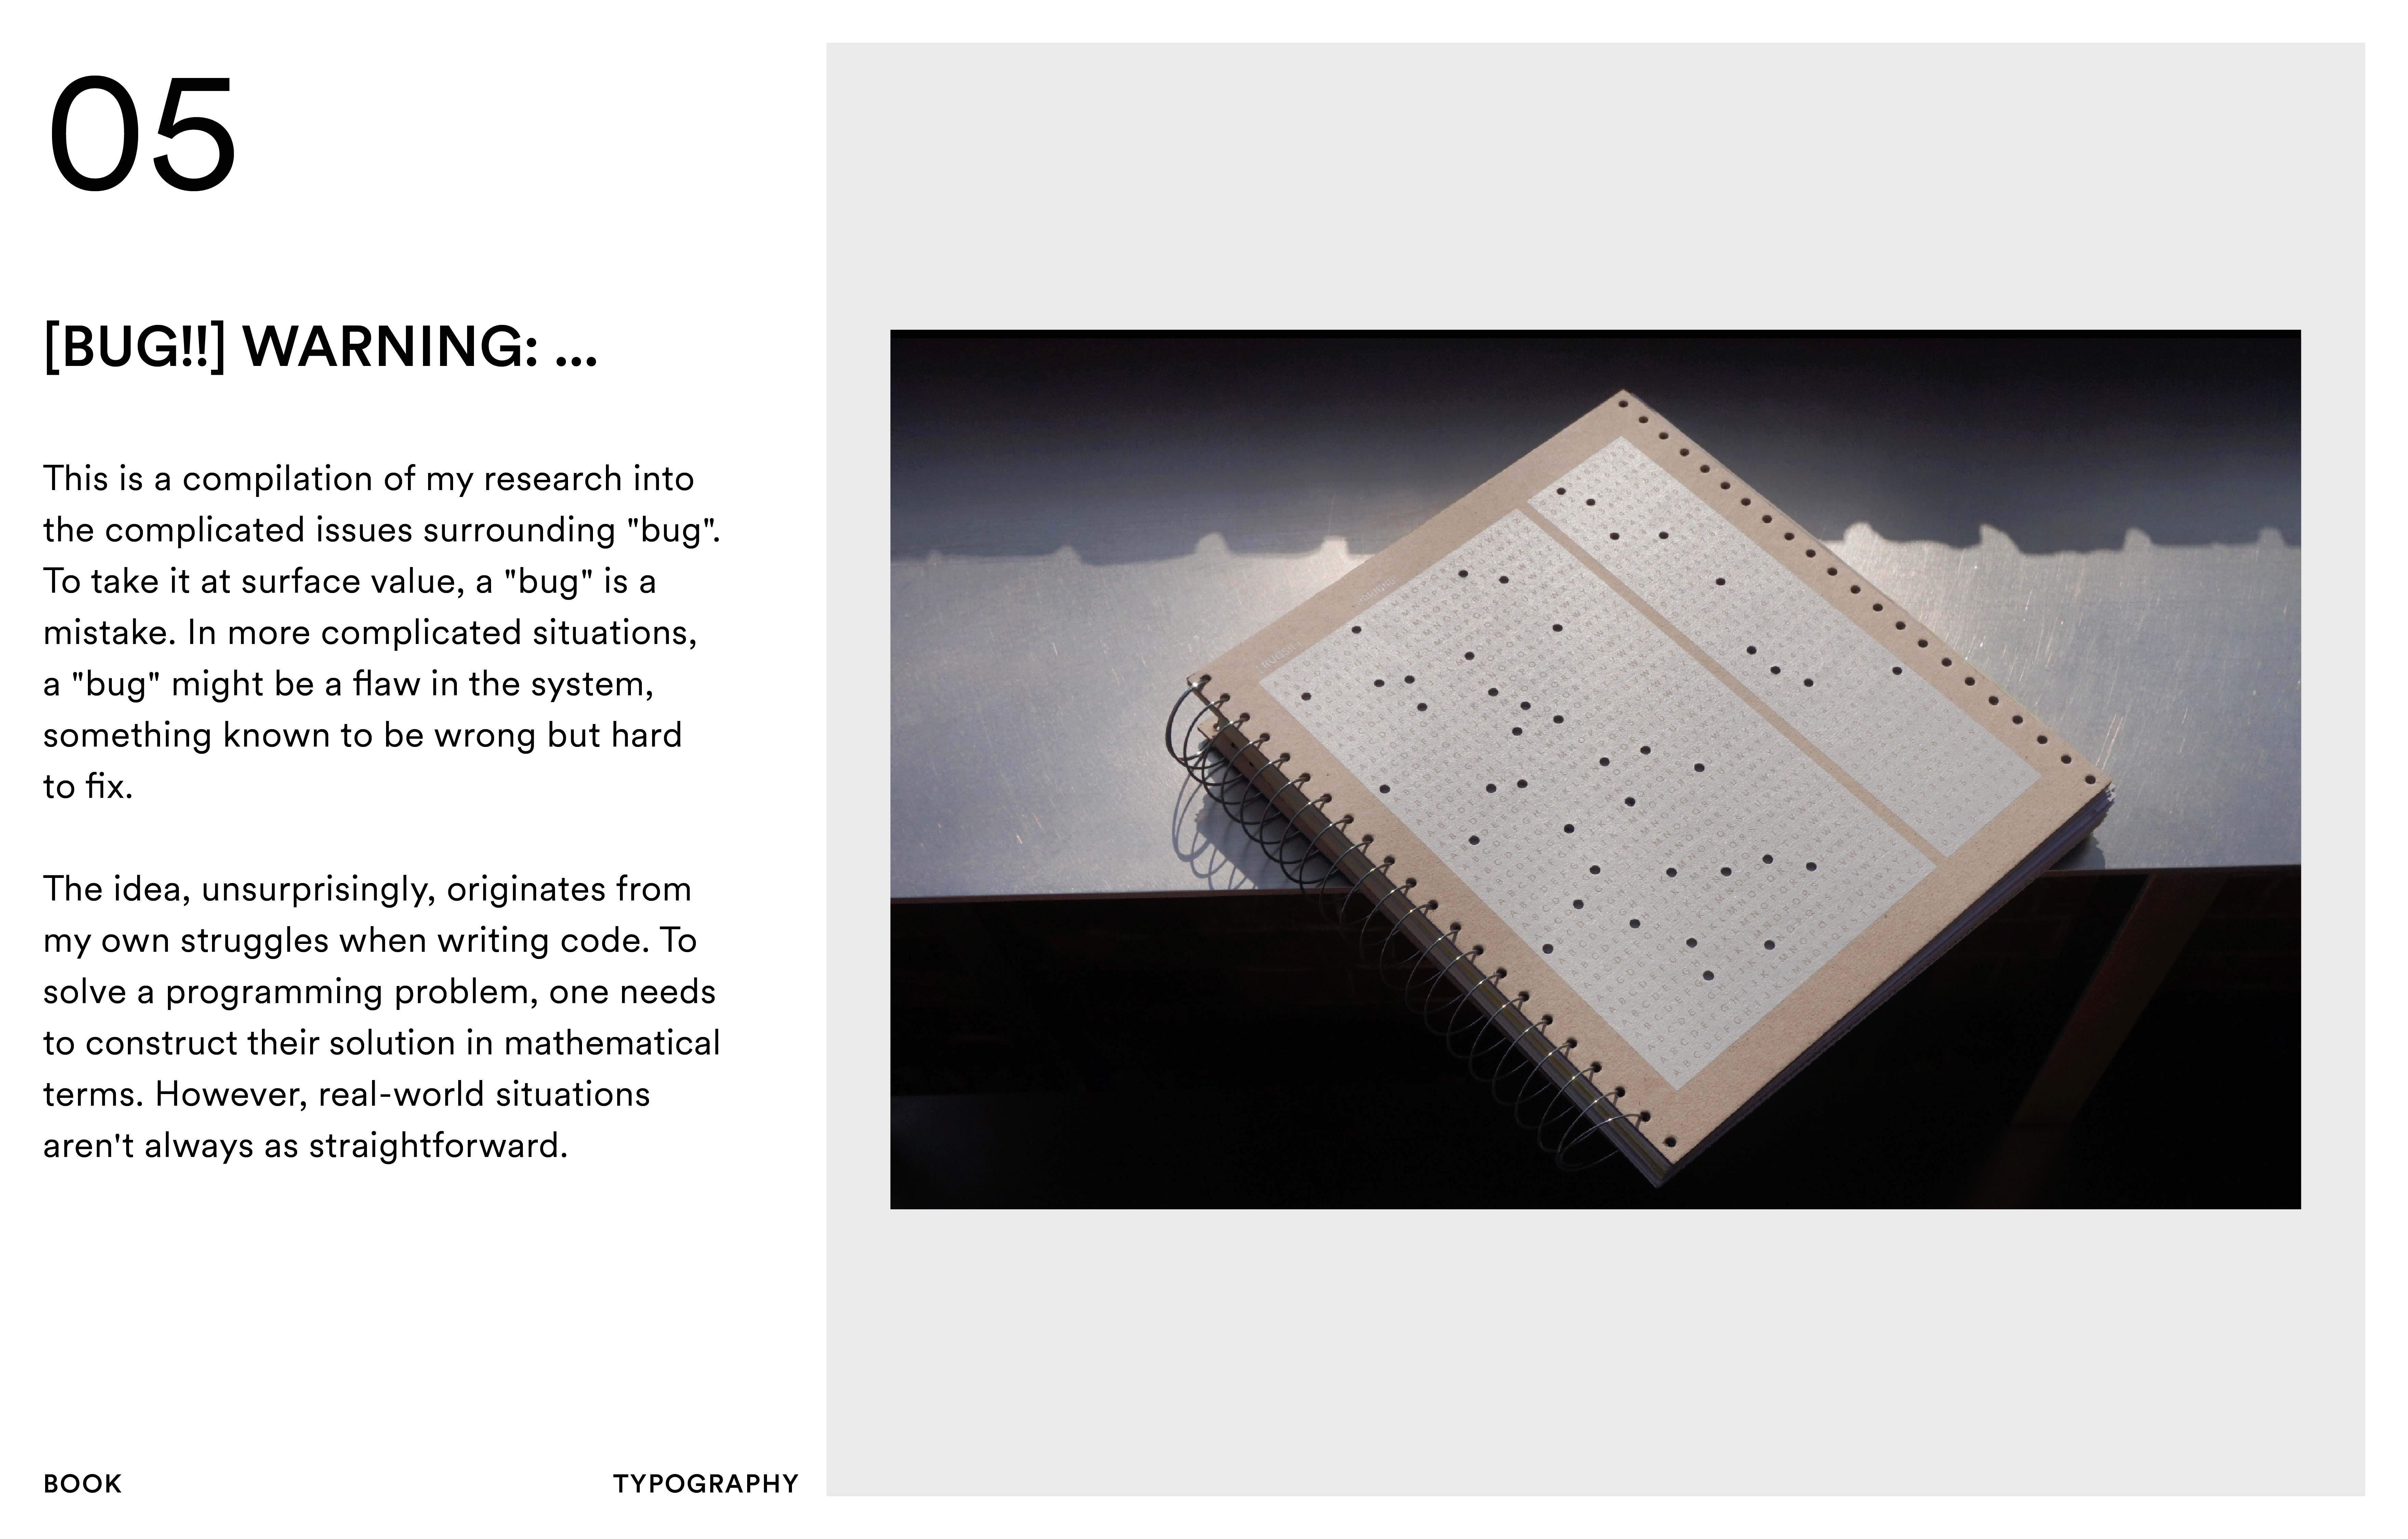 05
[BUG!!] WARNING: ...
This is a compilation of my research into
the complicated issues surrounding "bug".
To take it at surface value, a "bug" is a
mistake. In more complicated situations,
a "bug" might be a flaw in the system,
something known to be wrong but hard
to fix.
The idea, unsurprisingly, originates from
my own struggles when writing code. To
solve a programming problem, one needs
to construct their solution in mathematical
terms. However, real-world situations
aren't always as straightforward.
BOOK
TYPOGRAPHY